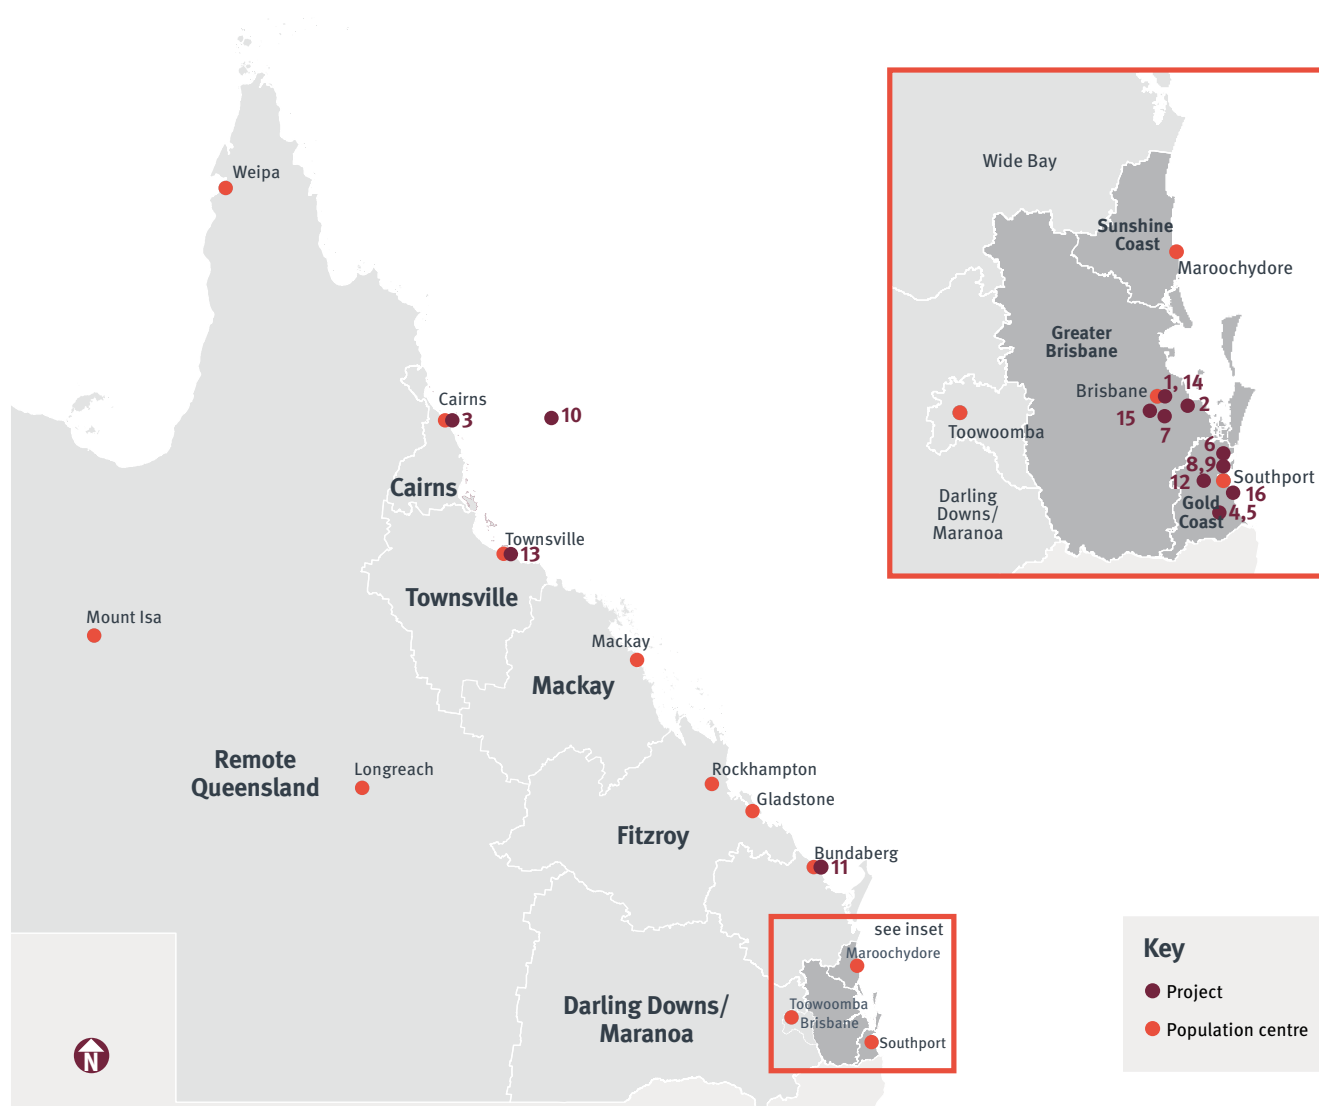 Weipa
Cairns
3
10
Cairns
Townsville
13
Townsville
Mount Isa
Mackay
Mackay
Remote
Queensland
Longreach
Rockhampton
Gladstone
Fitzroy
Bundaberg
11
see inset
Maroochydore
Toowoomba
Brisbane
Southport
Darling Downs/
Maranoa
N
Wide Bay
Sunshine
Coast
Maroochydore
Greater
Brisbane
Brisbane
1, 14
2
15
7
Toowoomba
6
8,9
Southport
12
16
Gold
Coast
4,5
Darling
Downs/
Maranoa
Key
Project
Population centre